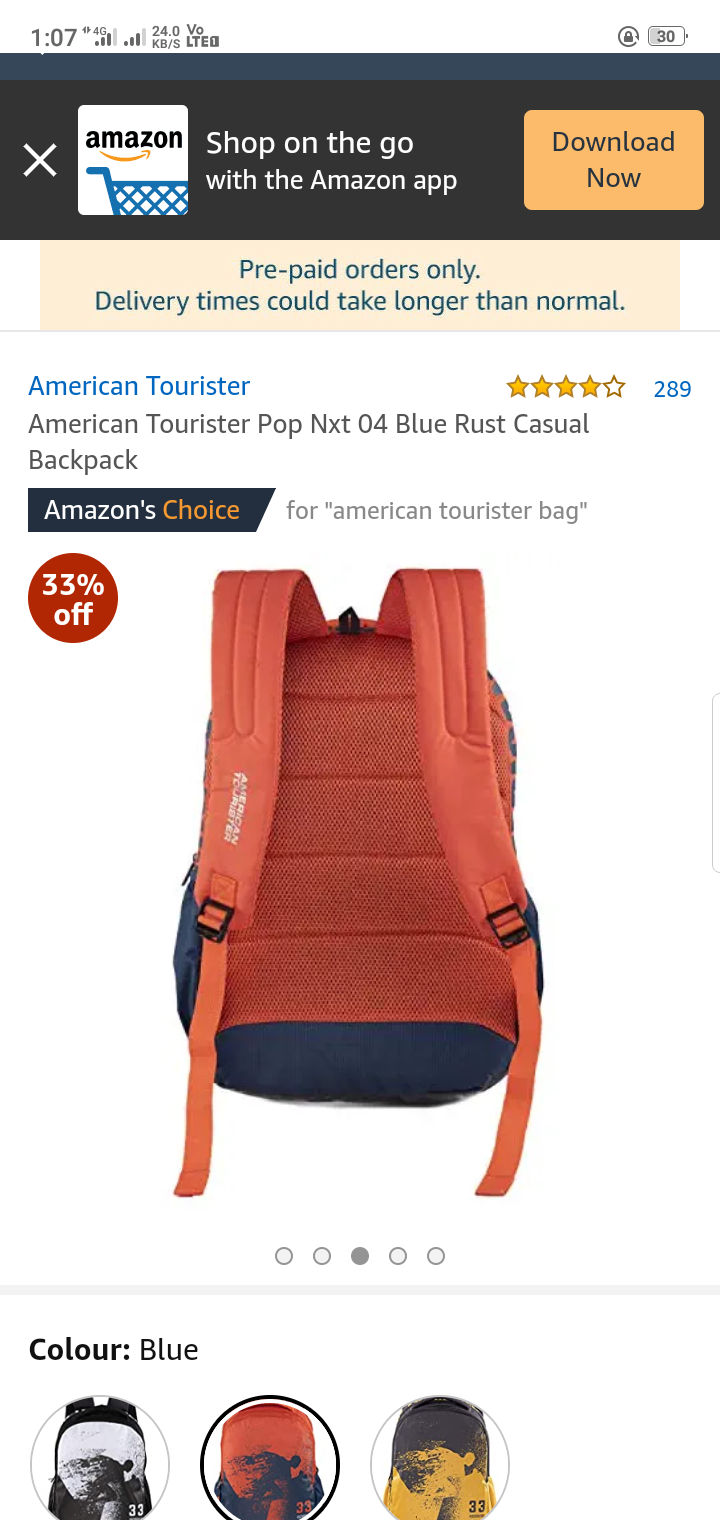 1:07 4G 24.0 KB/S Vo LTE1 30
amazon
Shop on the go
with the Amazon app
Download
Now
Pre-paid orders only.
Delivery times could take longer than normal.
American Tourister 289
American Tourister Pop Nxt 04 Blue Rust Casual
Backpack
Amazon's Choice for "american tourister bag"
33%
off
AMERICAN
TOURISTER
Colour: Blue
33
33
33